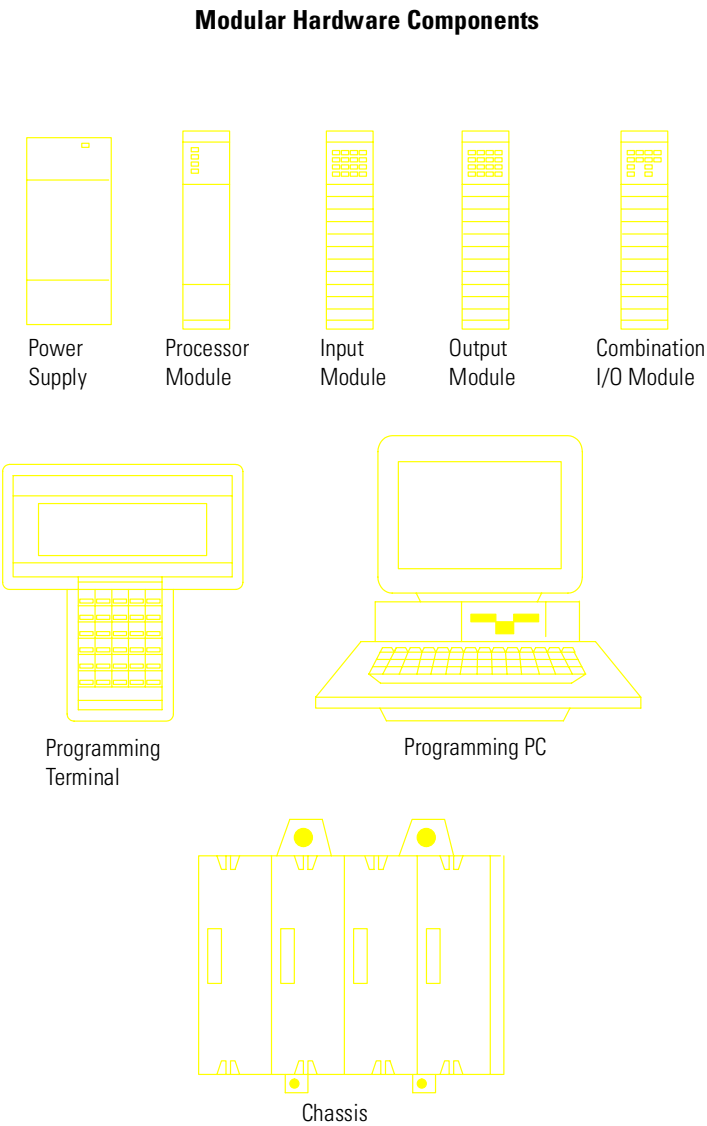 Modular Hardware Components
Power
Supply
Processor
Module
Input
Module
Output
Module
Combination
I/O Module
Programming
Terminal
Programming PC
Chassis